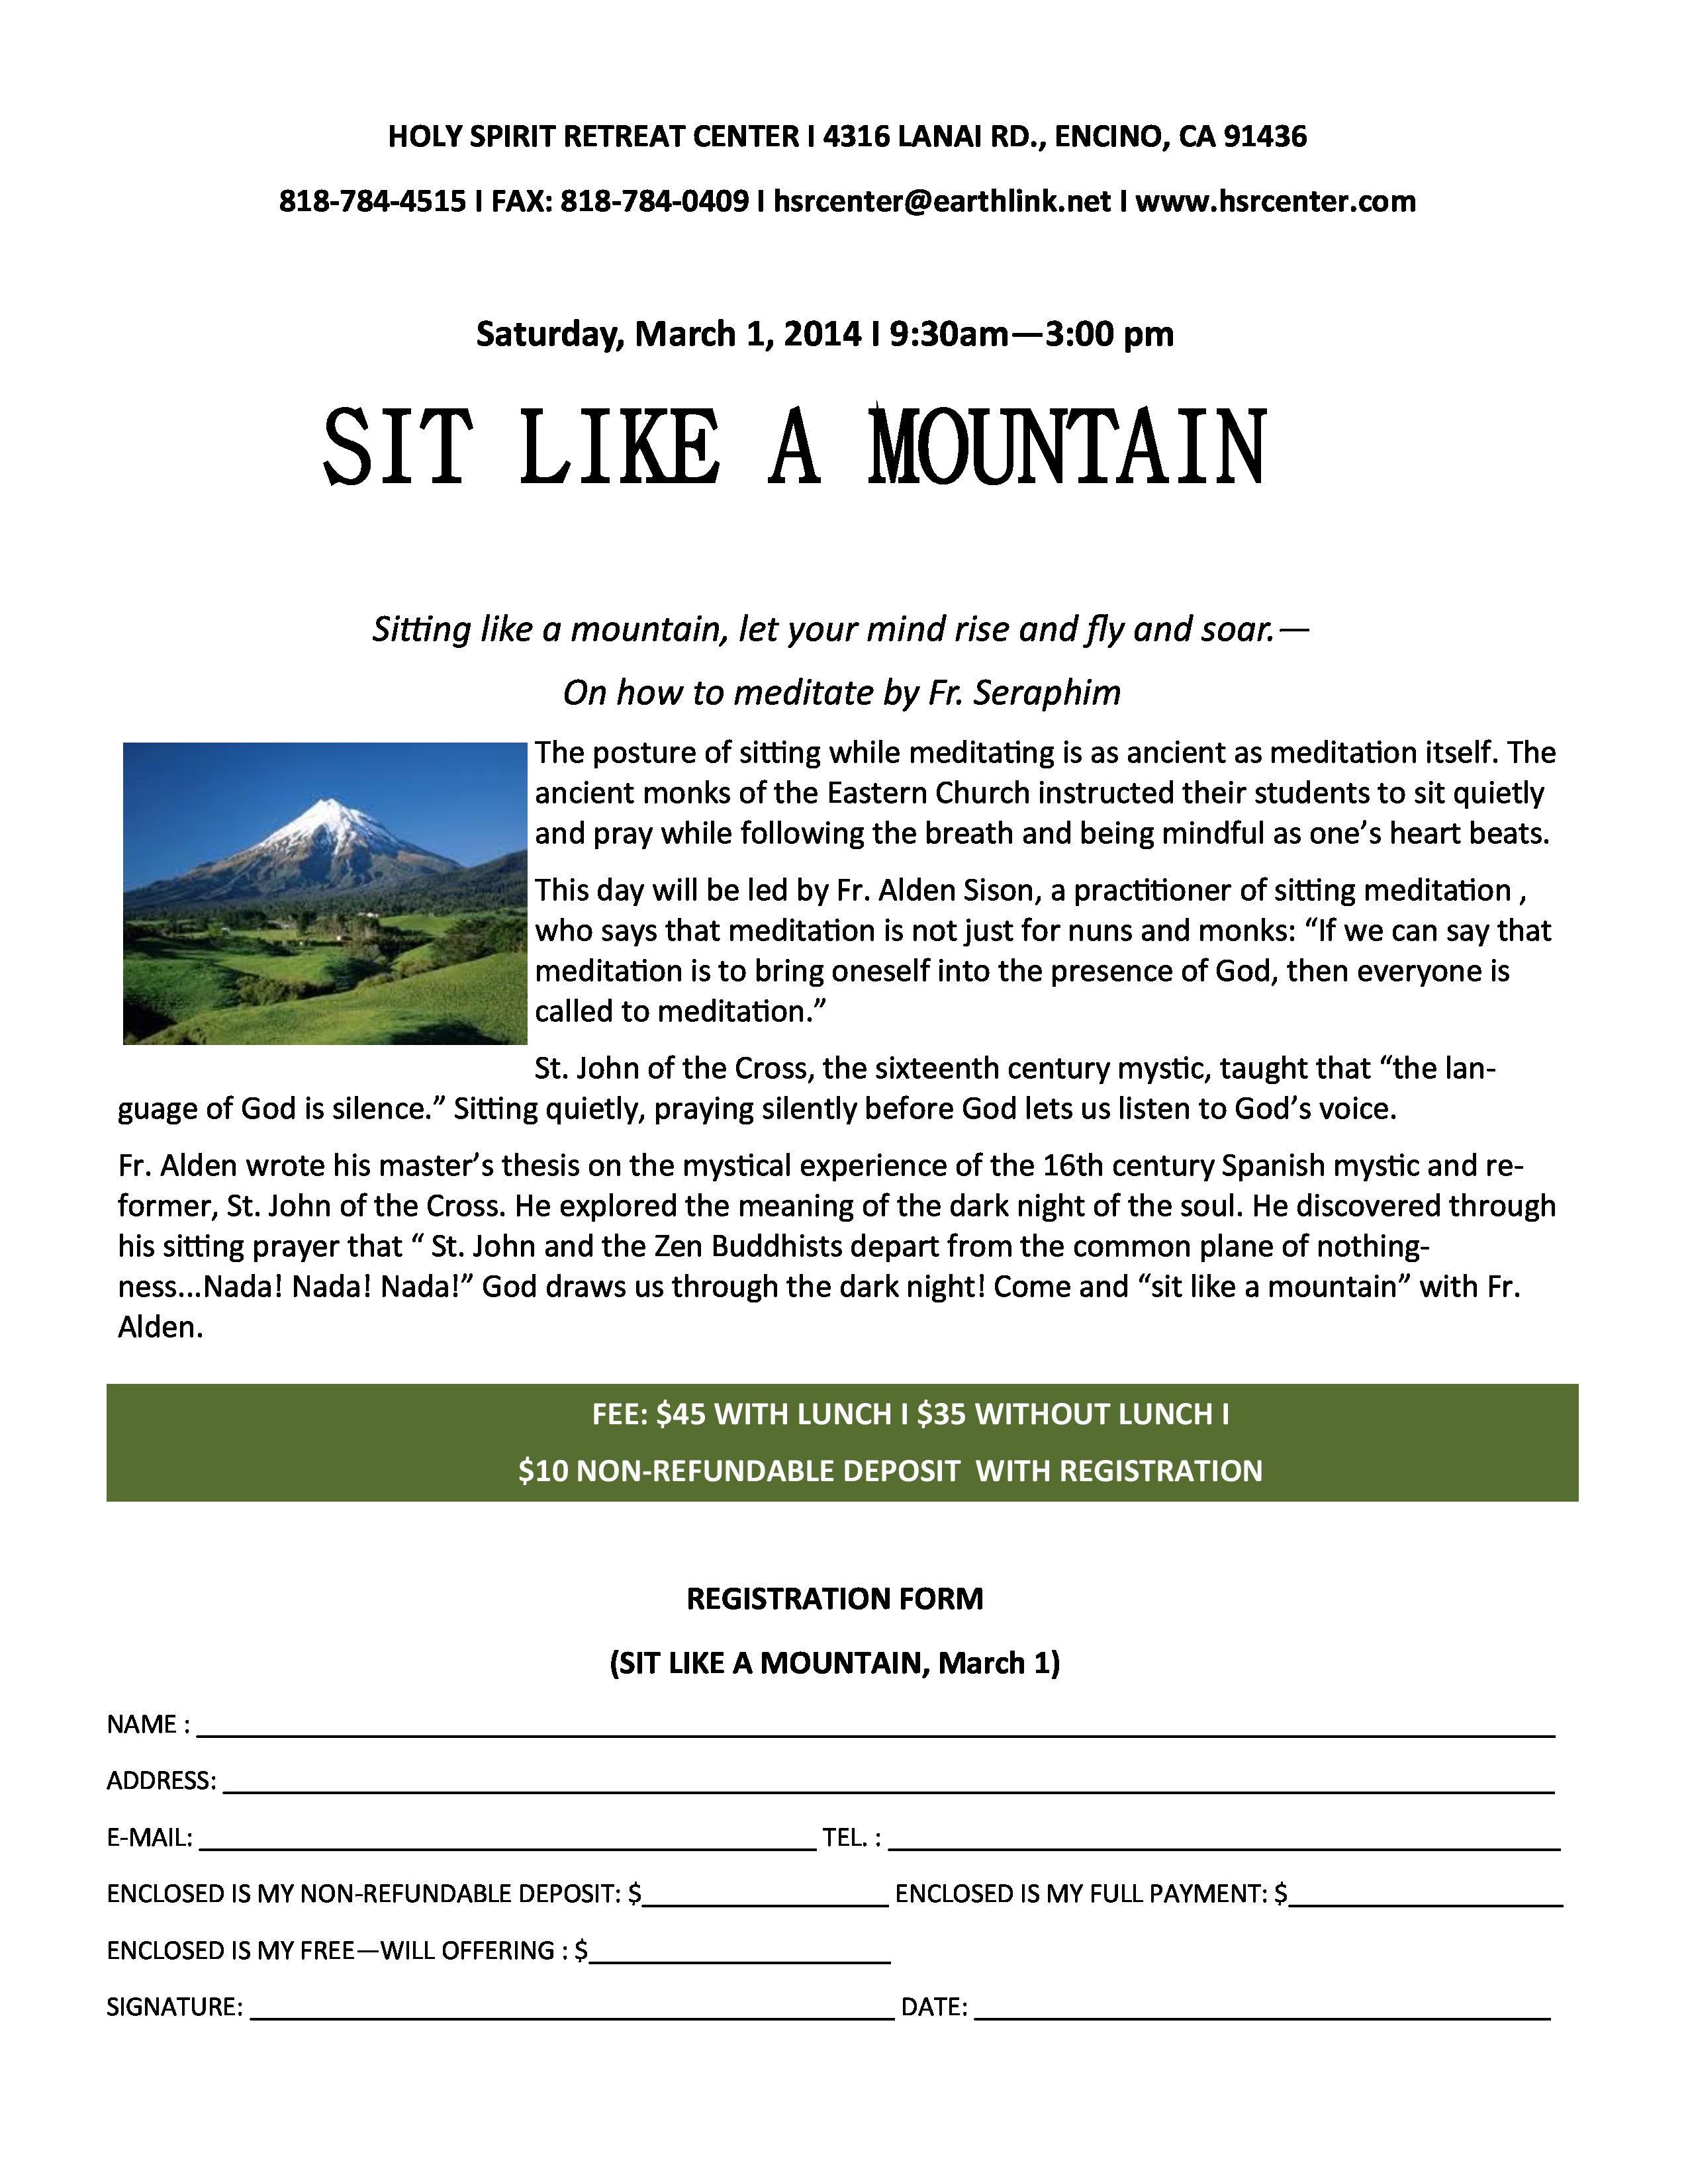 HOLY SPIRIT RETREAT CENTER I 4316 LANAI RD., ENCINO, CA 91436
818-784-4515 I FAX: 818-784-0409 I hsrcenter@earthlink.net I www.hsrcenter.com
Saturday, March 1, 2014 I 9:30am—3:00 pm
SIT LIKE A MOUNTAIN
Sitting like a mountain, let your mind rise and fly and soar.—
On how to meditate by Fr. Seraphim
The posture of sitting while meditating is as ancient as meditation itself. The
ancient monks of the Eastern Church instructed their students to sit quietly
and pray while following the breath and being mindful as one’s heart beats.
This day will be led by Fr. Alden Sison, a practitioner of sitting meditation ,
who says that meditation is not just for nuns and monks: “If we can say that
meditation is to bring oneself into the presence of God, then everyone is
called to meditation.”
St. John of the Cross, the sixteenth century mystic, taught that “the lan-
guage of God is silence.” Sitting quietly, praying silently before God lets us listen to God’s voice.
Fr. Alden wrote his master’s thesis on the mystical experience of the 16th century Spanish mystic and re-
former, St. John of the Cross. He explored the meaning of the dark night of the soul. He discovered through
his sitting prayer that “ St. John and the Zen Buddhists depart from the common plane of nothing-
ness...Nada! Nada! Nada!” God draws us through the dark night! Come and “sit like a mountain” with Fr.
Alden.
FEE: $45 WITH LUNCH I $35 WITHOUT LUNCH I
$10 NON-REFUNDABLE DEPOSIT  WITH REGISTRATION
REGISTRATION FORM
(SIT LIKE A MOUNTAIN, March 1)
NAME : ____________________
ADDRESS: ____________________
E-MAIL: ____________________ TEL. : ____________________
ENCLOSED IS MY NON-REFUNDABLE DEPOSIT: $__________ ENCLOSED IS MY FULL PAYMENT: $__________
ENCLOSED IS MY FREE—WILL OFFERING : $__________
SIGNATURE: ____________________ DATE: ____________________